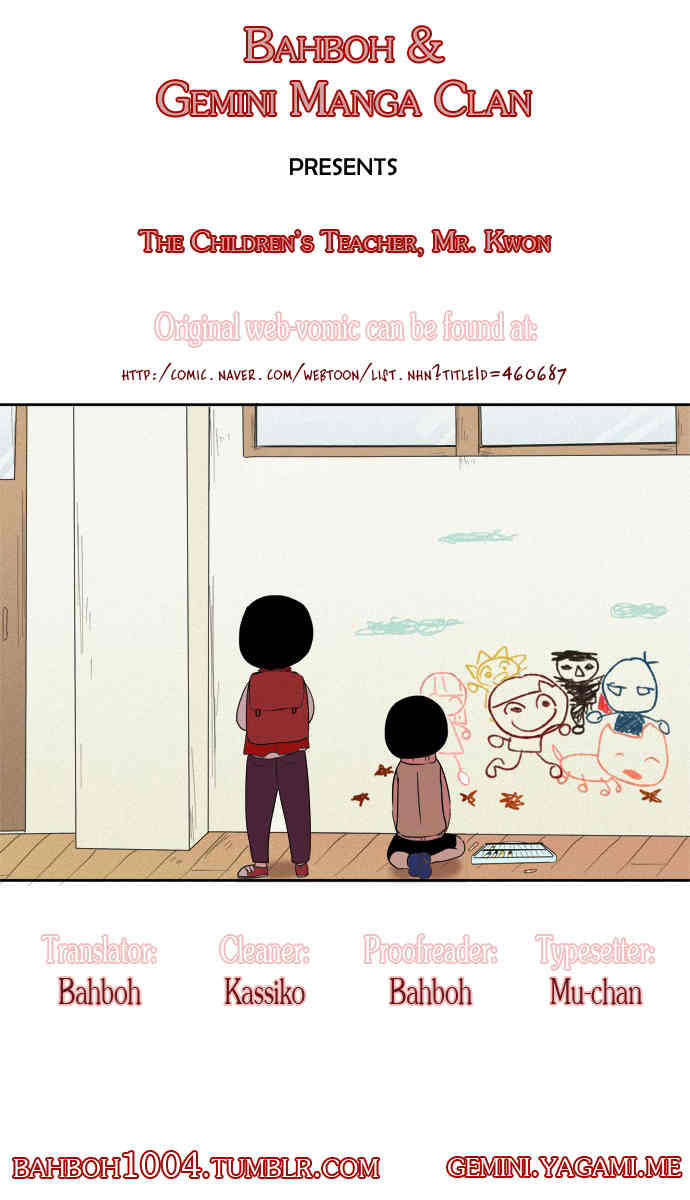 Bahboh &
Gemini Manga Clan
PRESENTS
The Children's Teacher, Mr. Kwon
Original web-vomic can be found at:
http://comic.naver.com/webtoon/list.nhn?titleId=460687
Translator: Cleaner: Proofreader: Typesetter:
Bahboh Kassiko Bahboh Mu-chan
BAHBOH1004.TUMBLR.COM GEMINI.YAGAMI.ME